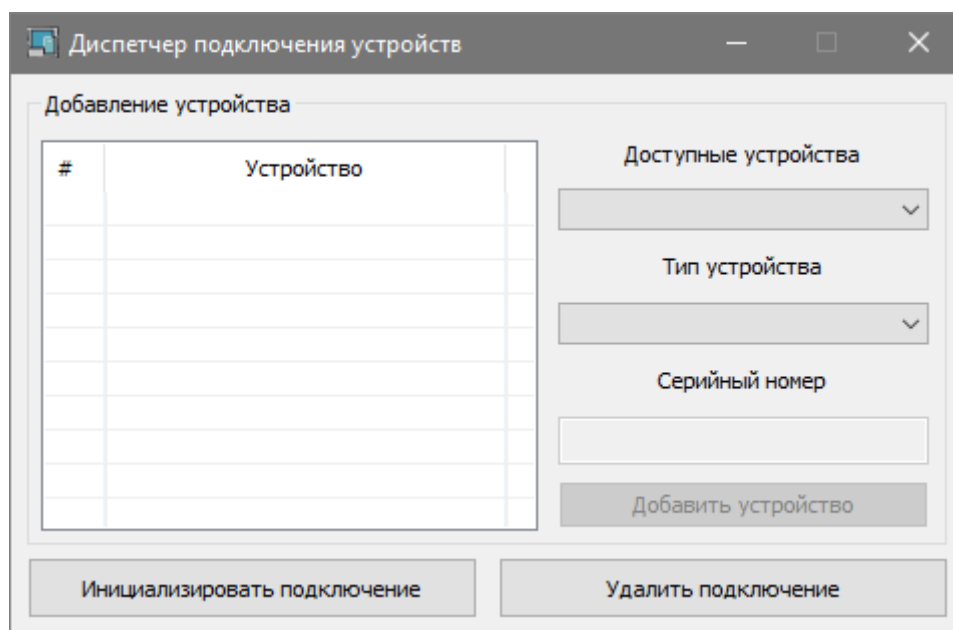 Диспетчер подключения устройств
Добавление устройства
# Устройство
Доступные устройства
Тип устройства
Серийный номер
Добавить устройство
Инициализировать подключение
Удалить подключение